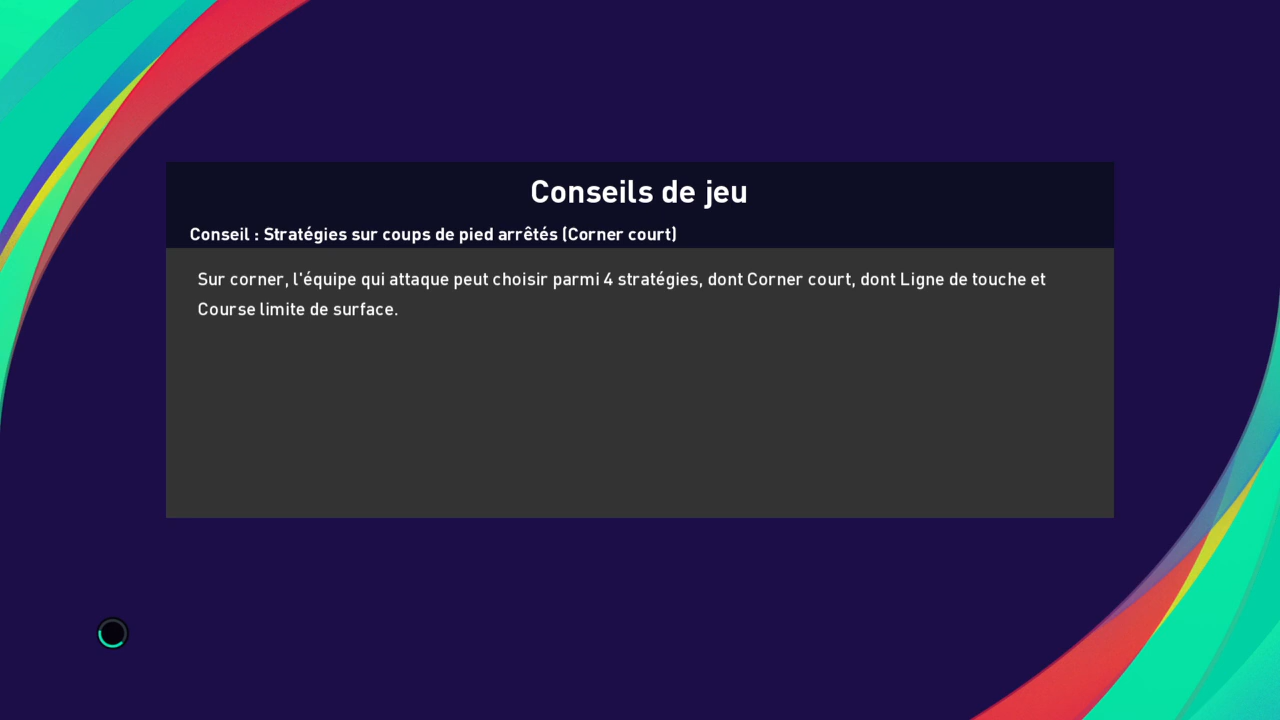 Conseils de jeu
Conseil : Stratégies sur coups de pied arrêtés (Corner court)
Sur corner, l'équipe qui attaque peut choisir parmi 4 stratégies, dont Corner court, dont Ligne de touche et
Course limite de surface.